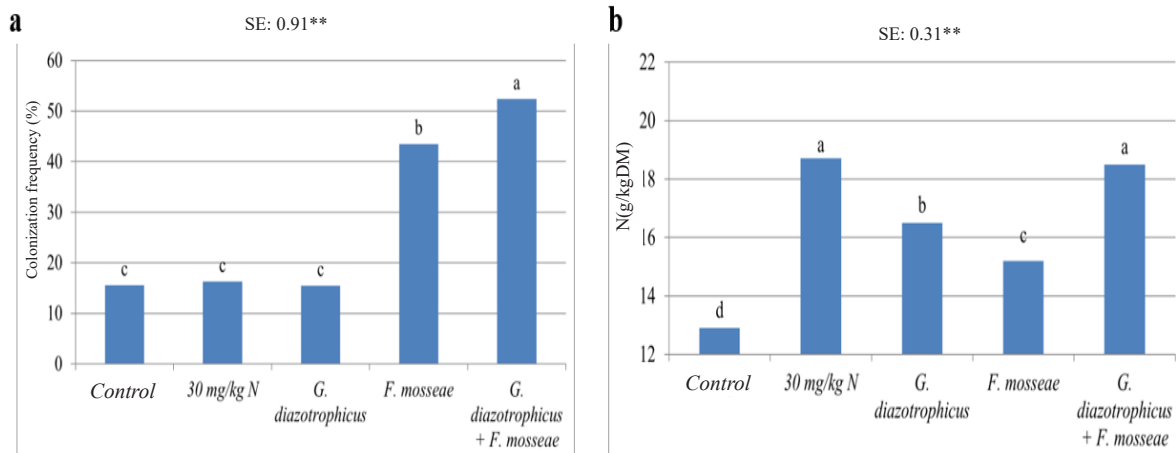 a
SE: 0.91**
Colonization frequency (%)
60
50
40
30
20
10
0
c
c
c
b
a
Control
30 mg/kg N
G.
diazotrophicus
F. mosseae
G.
diazotrophicus
+ F. mosseae
b
SE: 0.31**
N(g/kgDM)
22
20
18
16
14
12
d
a
b
c
a
Control
30 mg/kg N
G.
diazotrophicus
F. mosseae
G.
diazotrophicus
+ F. mosseae